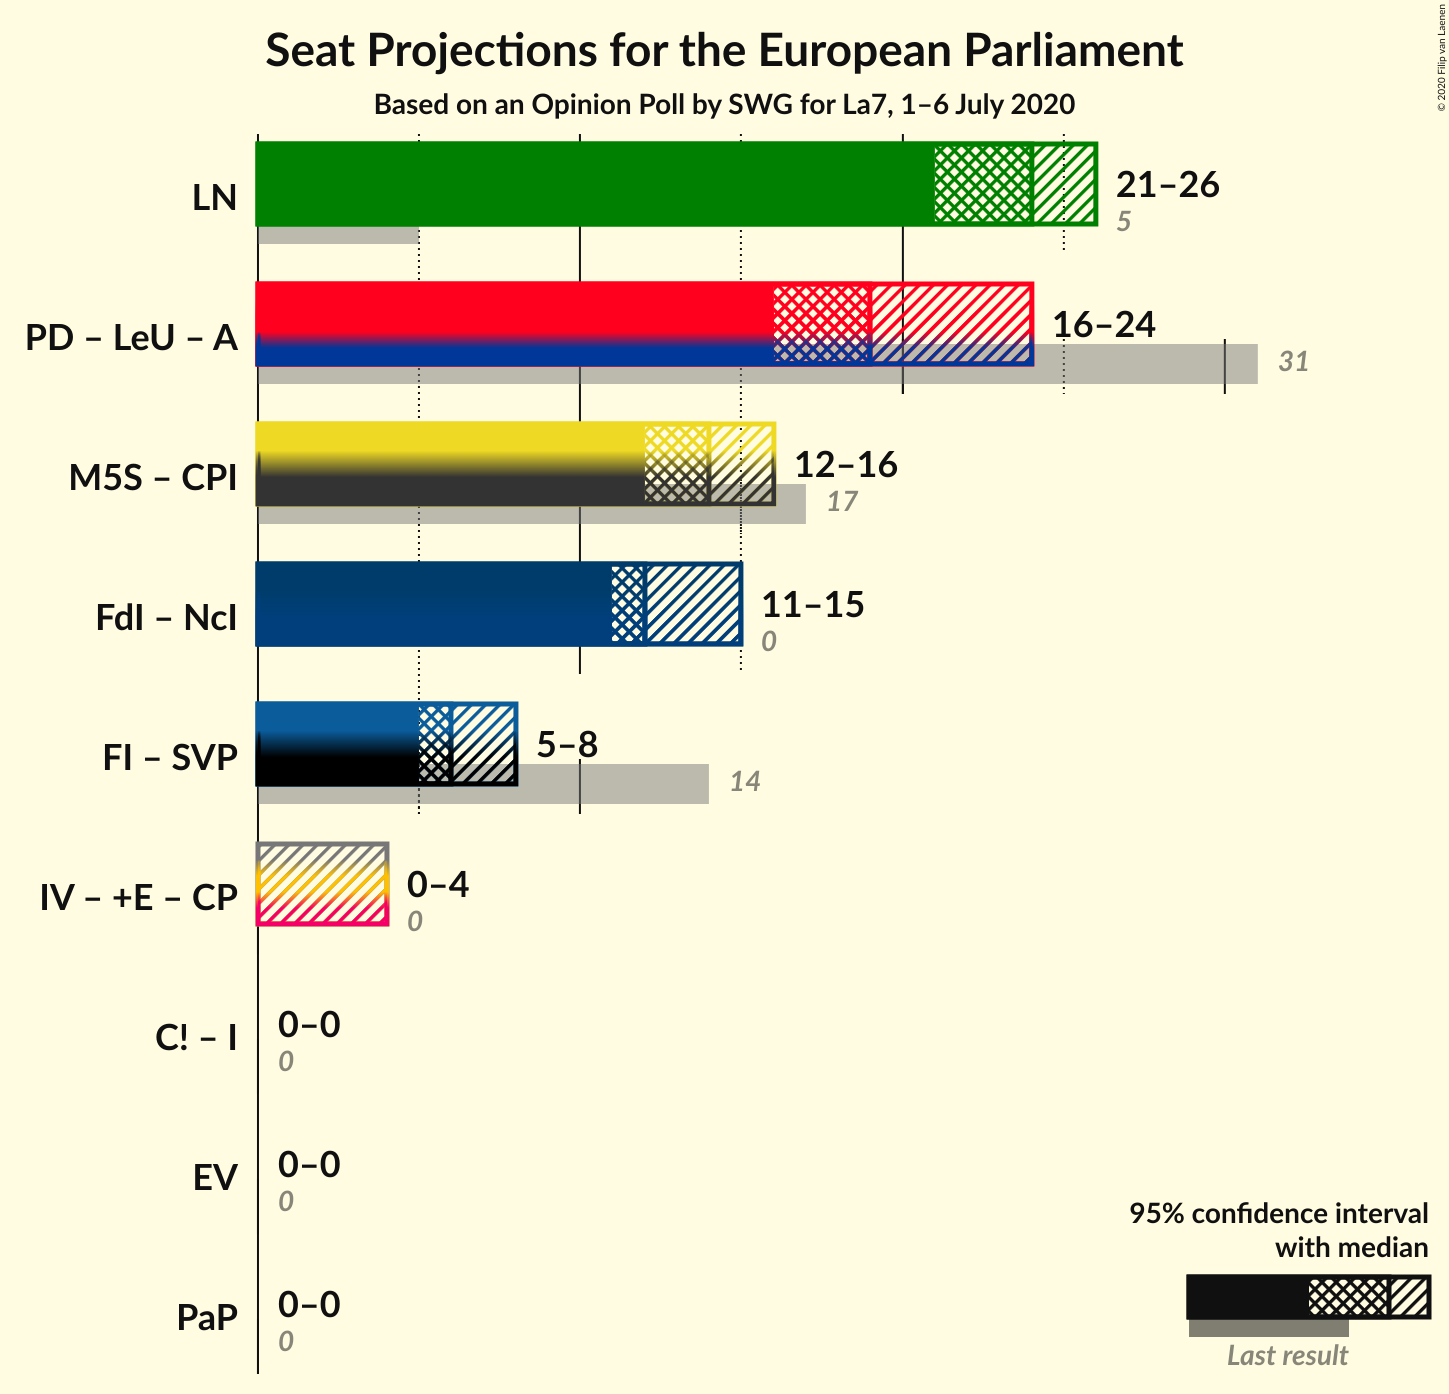 Seat Projections for the European Parliament
Based on an Opinion Poll by SWG for La7, 1–6 July 2020
© 2020 Filip van Laenen
LN
21–26
5
PD – LeU – A
16–24
31
M5S – CPI
12–16
17
FdI – NcI
11–15
0
FI – SVP
5–8
14
IV – +E – CP
0–4
0
C! – I
0–0
0
EV
0–0
0
PaP
0–0
0
95% confidence interval
with median
Last result